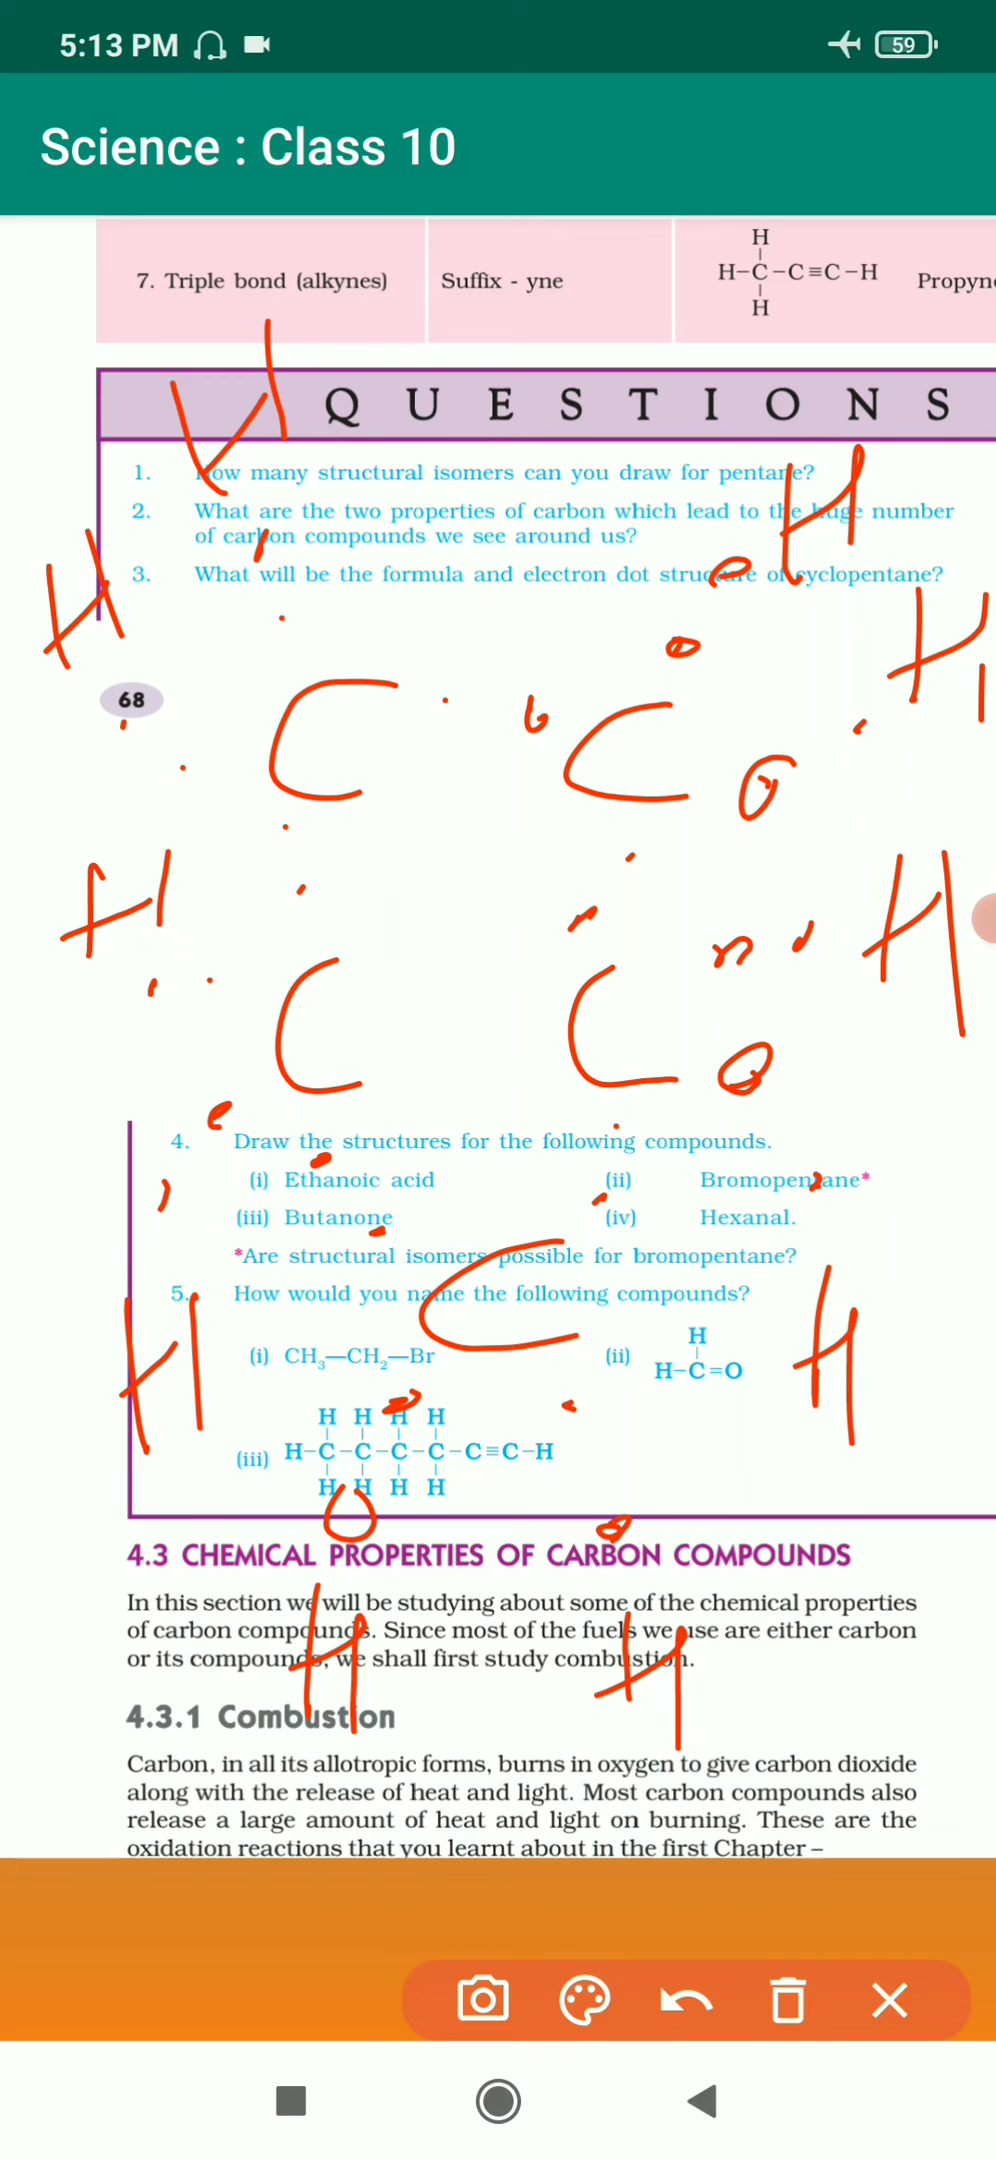 5:13 PM
59
Science : Class 10
7. Triple bond (alkynes) Suffix - yne
H
H-C-C≡C-H Propyne
H
QUESTIONS
1. How many structural isomers can you draw for pentane?
2. What are the two properties of carbon which lead to the huge number
of carbon compounds we see around us?
3. What will be the formula and electron dot structure of cyclopentane?
H H
H H
68
C C
H H
C C
4. Draw the structures for the following compounds.
(i) Ethanoic acid (ii) Bromopentane*
(iii) Butanone (iv) Hexanal.
*Are structural isomers possible for bromopentane?
C
5. How would you name the following compounds?
H H
H
(i) CH₃—CH₂—Br (ii) H-C=O
H H H H
(iii) H-C-C-C-C-C≡C-H
H H H H
4.3 CHEMICAL PROPERTIES OF CARBON COMPOUNDS
In this section we will be studying about some of the chemical properties
of carbon compounds. Since most of the fuels we use are either carbon
or its compounds, we shall first study combustion.
H H
4.3.1 Combustion
Carbon, in all its allotropic forms, burns in oxygen to give carbon dioxide
along with the release of heat and light. Most carbon compounds also
release a large amount of heat and light on burning. These are the
oxidation reactions that you learnt about in the first Chapter –